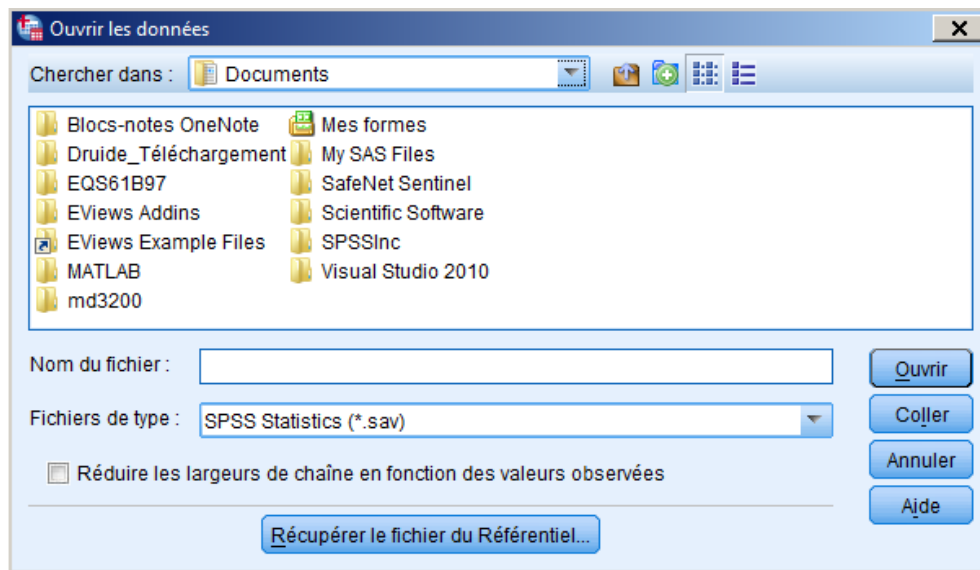 Ouvrir les données
Chercher dans : Documents
Blocs-notes OneNote
Druide_Téléchargement
EQS61B97
EViews Addins
EViews Example Files
MATLAB
md3200
Mes formes
My SAS Files
SafeNet Sentinel
Scientific Software
SPSSInc
Visual Studio 2010
Nom du fichier :
Ouvrir
Fichiers de type : SPSS Statistics (*.sav)
Coller
Réduire les largeurs de chaîne en fonction des valeurs observées
Annuler
Aide
Récupérer le fichier du Référentiel...